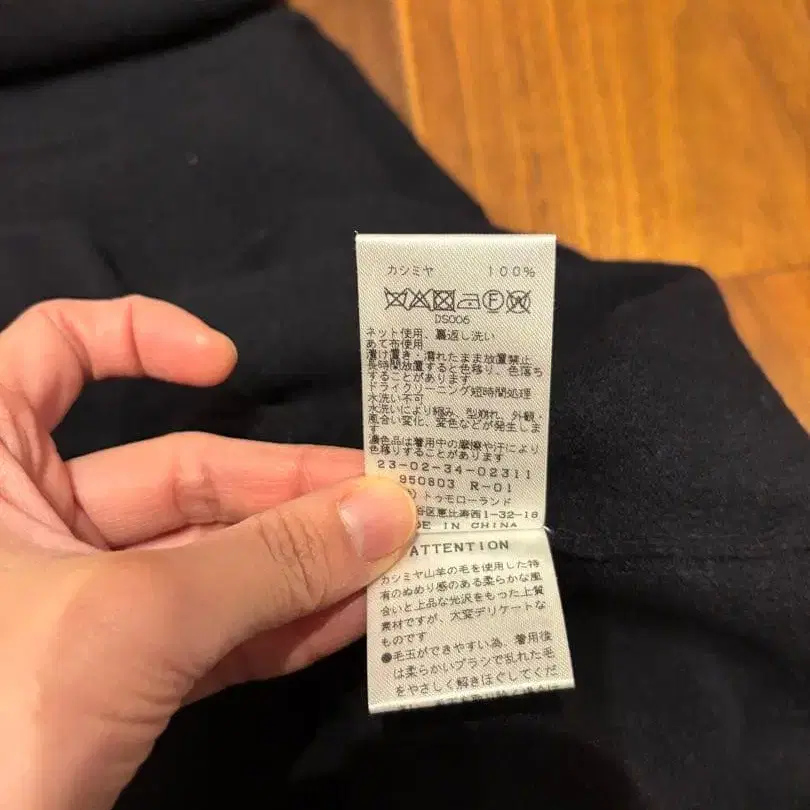 カシミヤ 100%
DS006
ネット使用、裏返し洗い
あて布使用
漬け置き・濡れたまま放置禁止
長時間放置すると色移り、色落ち
することがあります
ドライクリーニング短時間処理
水洗い不可
水洗いにより縮み、型崩れ、外観・
風合い変化、変色などが発生しま
す
濃色品は着用中の摩擦や汗により
色移りすることがあります
23-02-34-02311
950803 R-01
トゥモローランド
谷区恵比寿西1-32-18
DE IN CHINA
ATTENTION
カシミヤ山羊の毛を使用した特
有のぬめり感のある柔らかな風
合いと上品な光沢をもった上質
素材ですが、大変デリケートな
ものです
●毛玉ができやすい為、着用後
は柔らかいブラシで乱れた毛
をやさしく解きほぐしてくだ